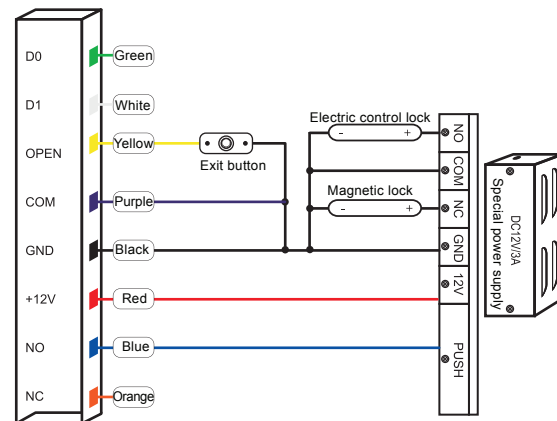 D0 Green
D1 White
OPEN Yellow
Exit button
COM Purple
GND Black
+12V Red
NO Blue
NC Orange
Electric control lock
- +
Magnetic lock
- +
NO
COM
NC
GND
12V
PUSH
DC12V/3A
Special power supply